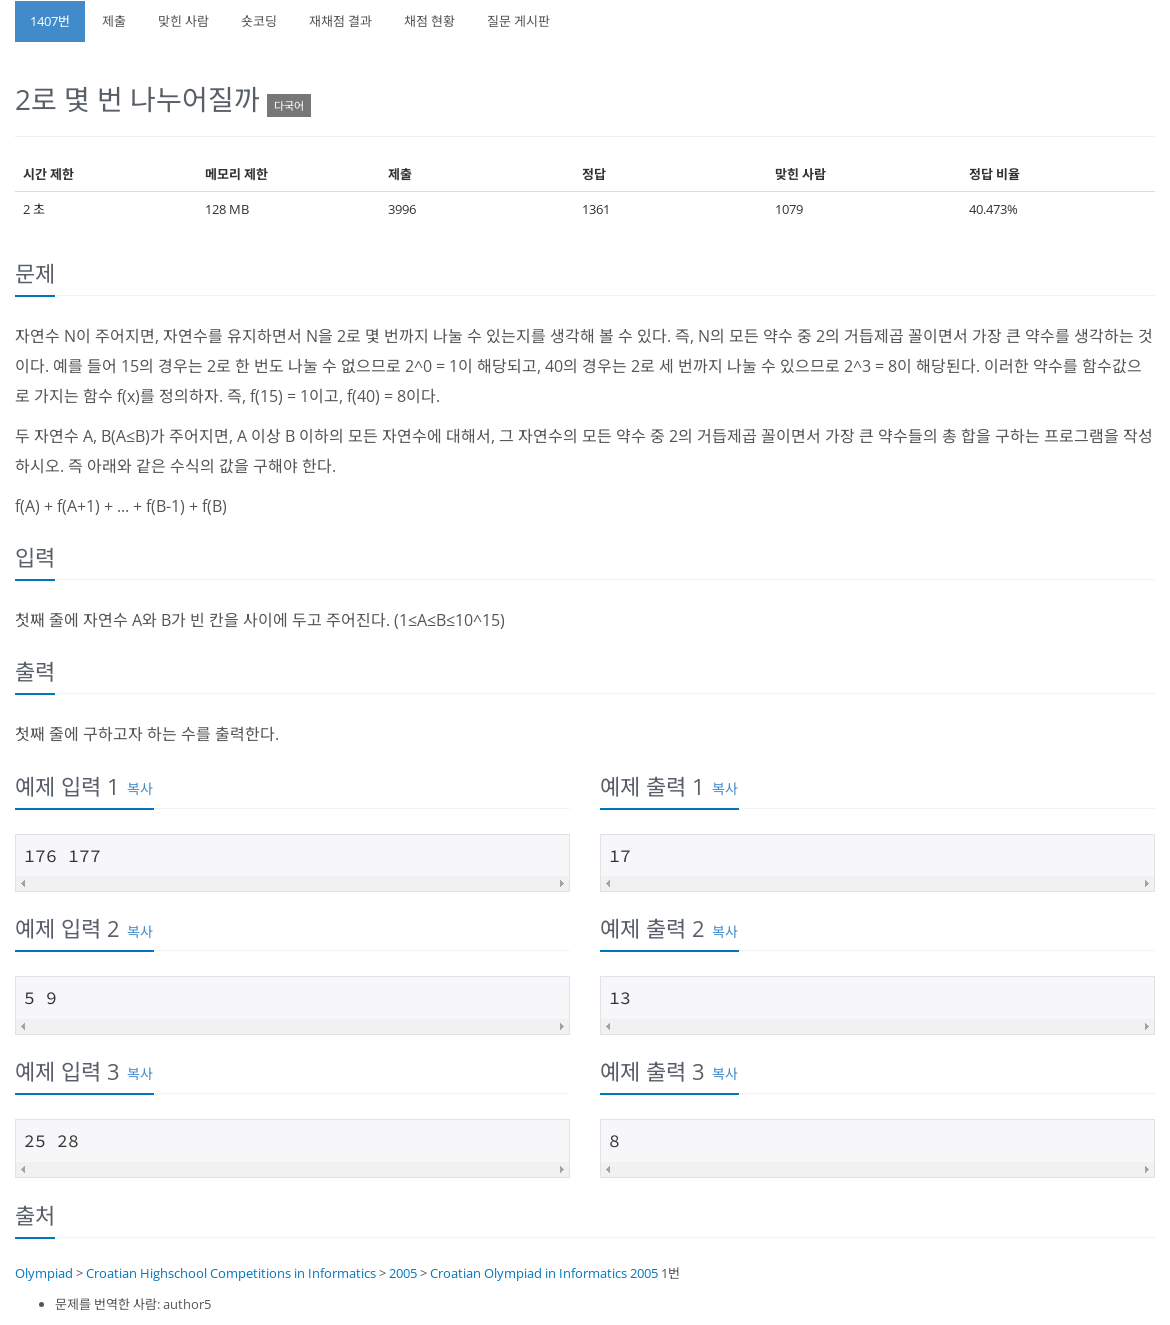 1407번 제출 맞힌 사람 숏코딩 재채점 결과 채점 현황 질문 게시판
2로 몇 번 나누어질까 다국어
시간 제한 메모리 제한 제출 정답 맞힌 사람 정답 비율
2 초 128 MB 3996 1361 1079 40.473%
문제
자연수 N이 주어지면, 자연수를 유지하면서 N을 2로 몇 번까지 나눌 수 있는지를 생각해 볼 수 있다. 즉, N의 모든 약수 중 2의 거듭제곱 꼴이면서 가장 큰 약수를 생각하는 것
이다. 예를 들어 15의 경우는 2로 한 번도 나눌 수 없으므로 2^0 = 1이 해당되고, 40의 경우는 2로 세 번까지 나눌 수 있으므로 2^3 = 8이 해당된다. 이러한 약수를 함수값으
로 가지는 함수 f(x)를 정의하자. 즉, f(15) = 1이고, f(40) = 8이다.
두 자연수 A, B(A≤B)가 주어지면, A 이상 B 이하의 모든 자연수에 대해서, 그 자연수의 모든 약수 중 2의 거듭제곱 꼴이면서 가장 큰 약수들의 총 합을 구하는 프로그램을 작성
하시오. 즉 아래와 같은 수식의 값을 구해야 한다.
f(A) + f(A+1) + ... + f(B-1) + f(B)
입력
첫째 줄에 자연수 A와 B가 빈 칸을 사이에 두고 주어진다. (1≤A≤B≤10^15)
출력
첫째 줄에 구하고자 하는 수를 출력한다.
예제 입력 1 복사
176 177
예제 출력 1 복사
17
예제 입력 2 복사
5 9
예제 출력 2 복사
13
예제 입력 3 복사
25 28
예제 출력 3 복사
8
출처
Olympiad > Croatian Highschool Competitions in Informatics > 2005 > Croatian Olympiad in Informatics 2005 1번
• 문제를 번역한 사람: author5